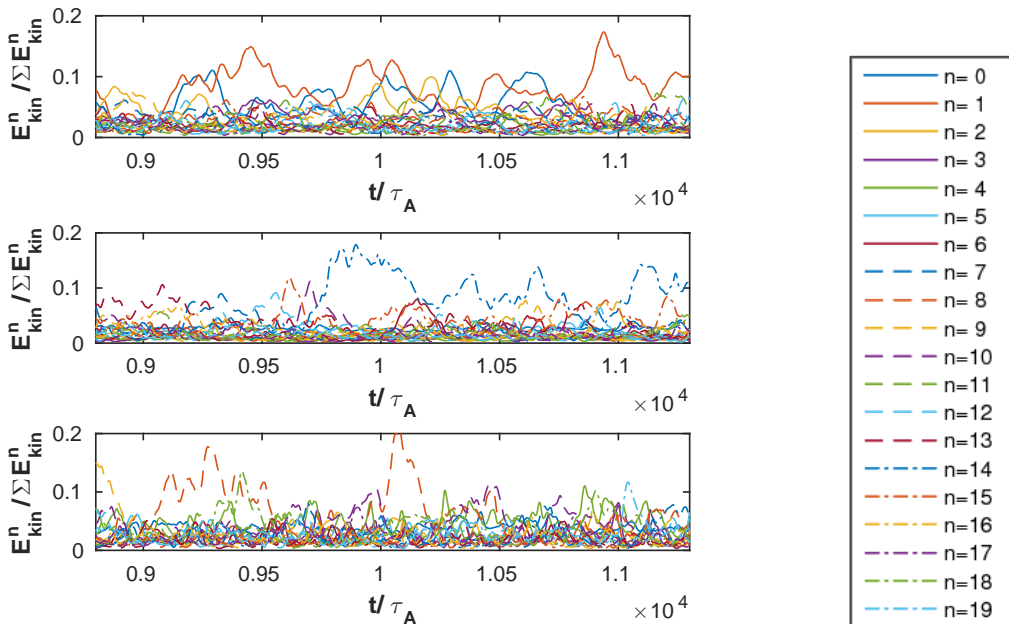 0.2
0.1
0
E^n_kin / ΣE^n_kin
0.9 0.95 1 1.05 1.1
t/ τ_A
×10^4
0.2
0.1
0
E^n_kin / ΣE^n_kin
0.9 0.95 1 1.05 1.1
t/ τ_A
×10^4
0.2
0.1
0
E^n_kin / ΣE^n_kin
0.9 0.95 1 1.05 1.1
t/ τ_A
×10^4
n= 0
n= 1
n= 2
n= 3
n= 4
n= 5
n= 6
n= 7
n= 8
n= 9
n=10
n=11
n=12
n=13
n=14
n=15
n=16
n=17
n=18
n=19